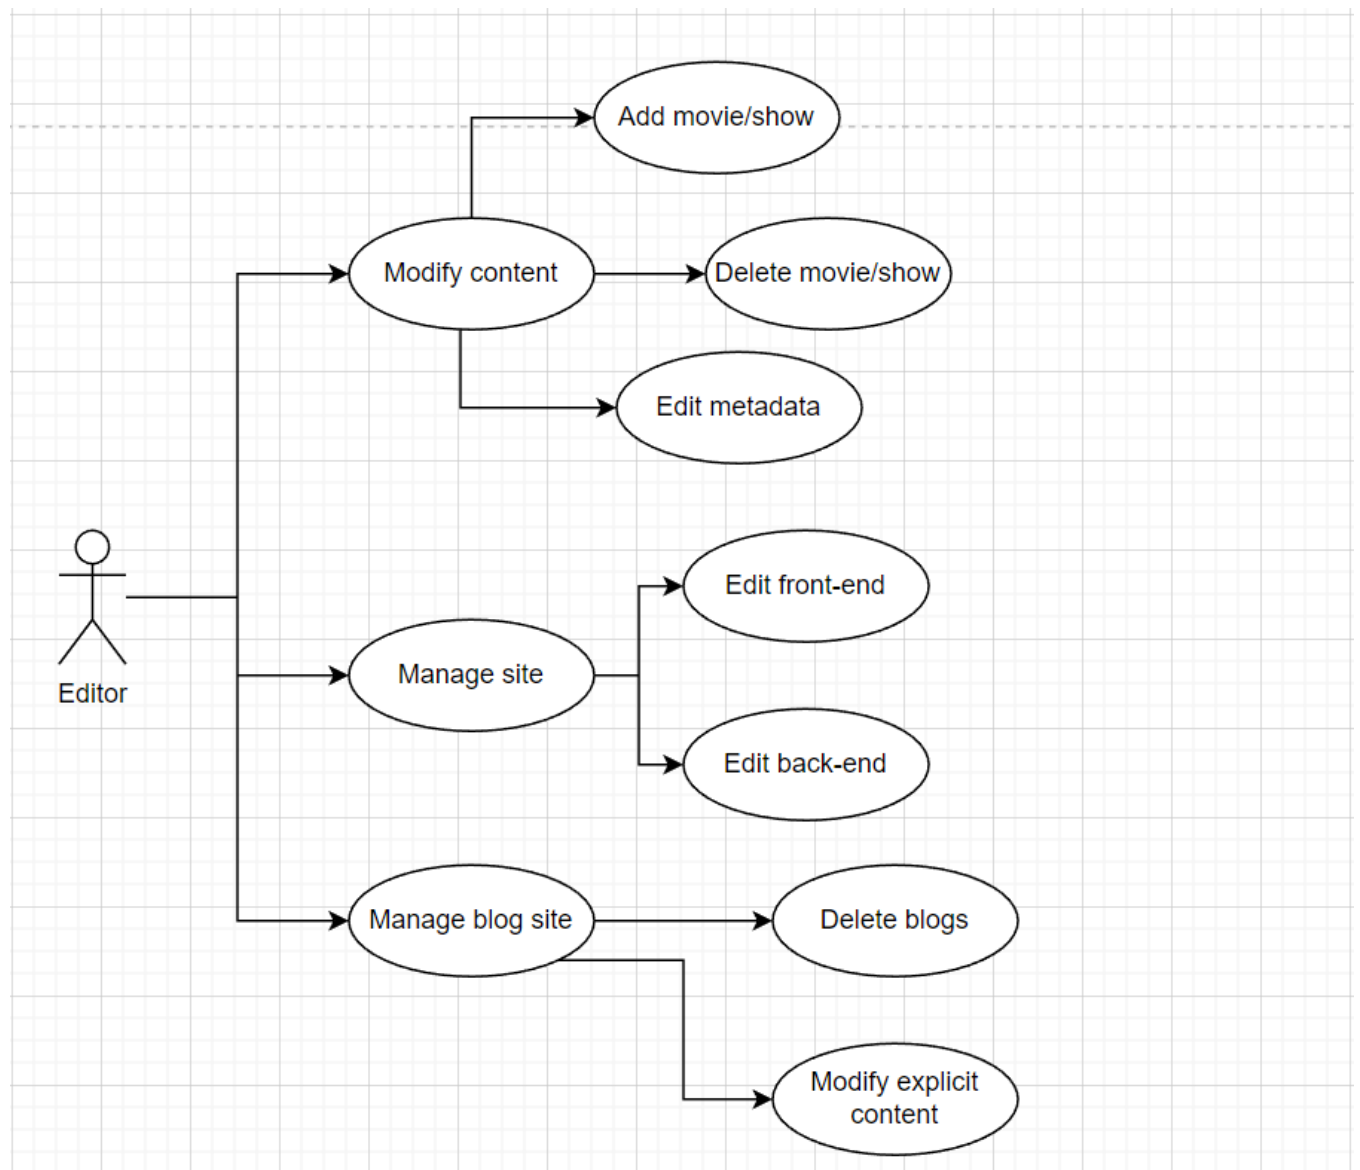 Add movie/show
Modify content
Delete movie/show
Edit metadata
Edit front-end
Editor
Manage site
Edit back-end
Manage blog site
Delete blogs
Modify explicit
content